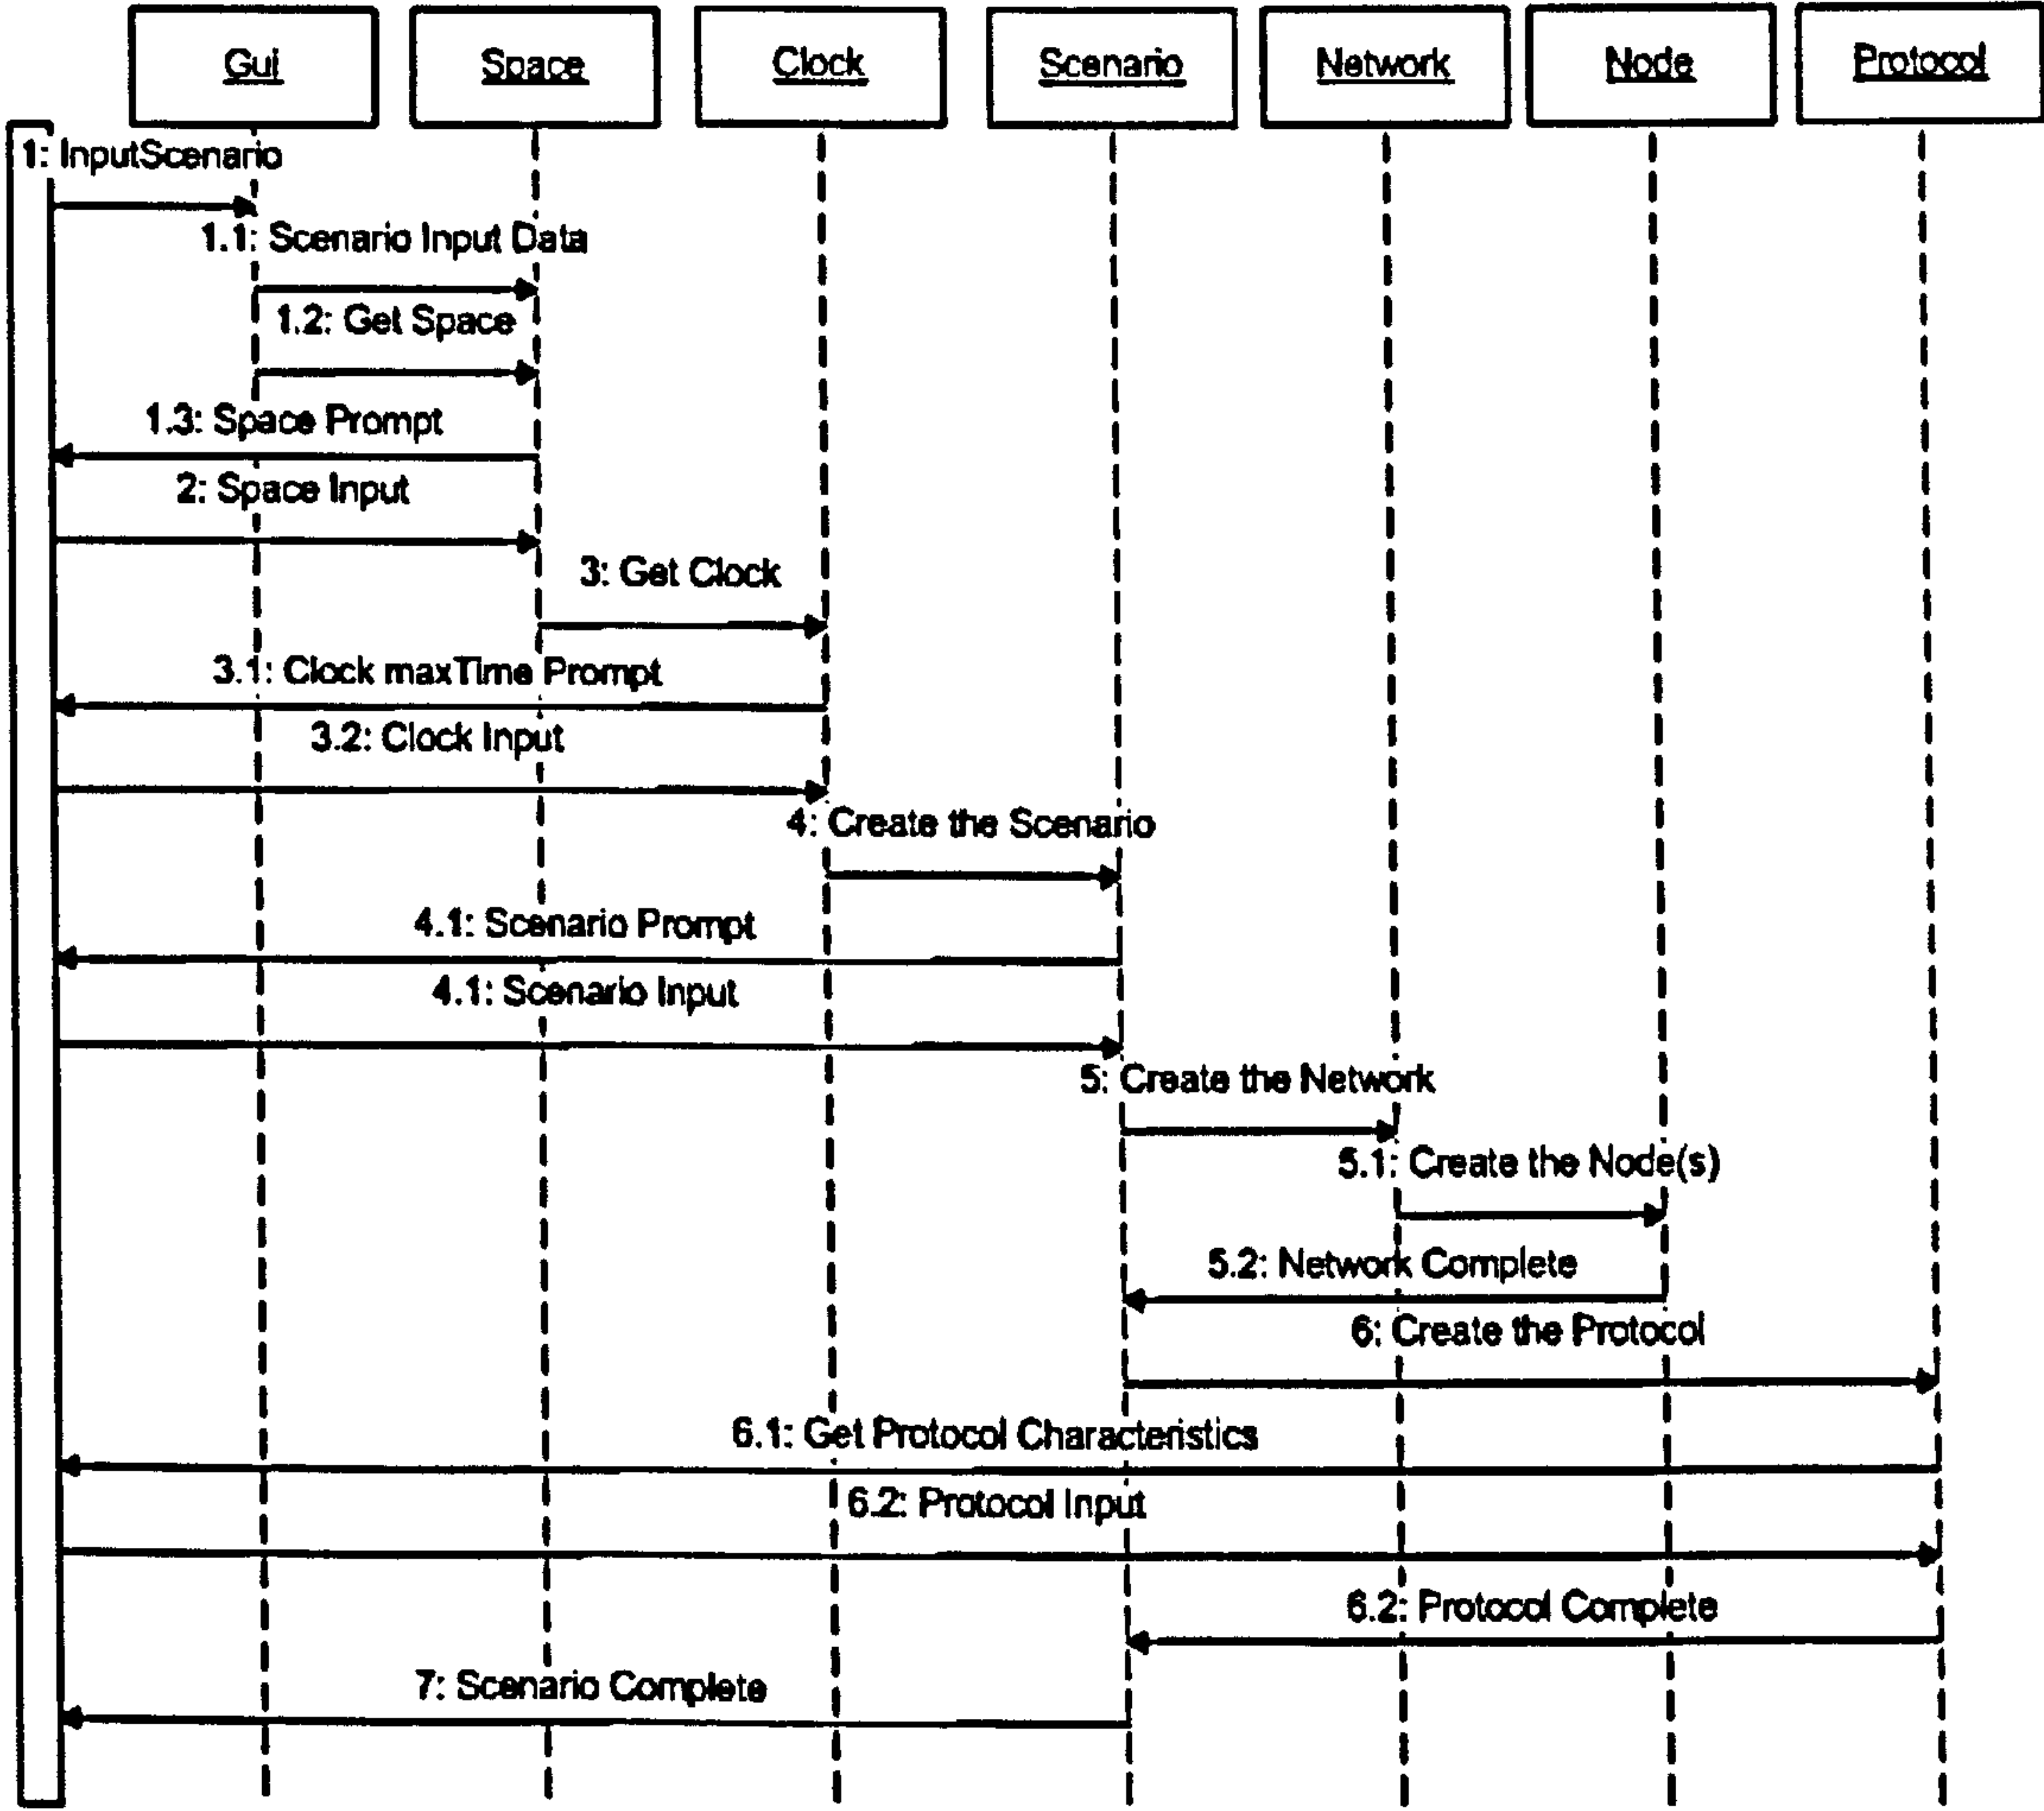 Gui
Space
Clock
Scenario
Network
Node
Protocol
1: InputScenario
1.1: Scenario Input Data
1.2: Get Space
1.3: Space Prompt
2: Space Input
3: Get Clock
3.1: Clock maxTime Prompt
3.2: Clock Input
4: Create the Scenario
4.1: Scenario Prompt
4.1: Scenario Input
5: Create the Network
5.1: Create the Node(s)
5.2: Network Complete
6: Create the Protocol
6.1: Get Protocol Characteristics
6.2: Protocol Input
6.2: Protocol Complete
7: Scenario Complete